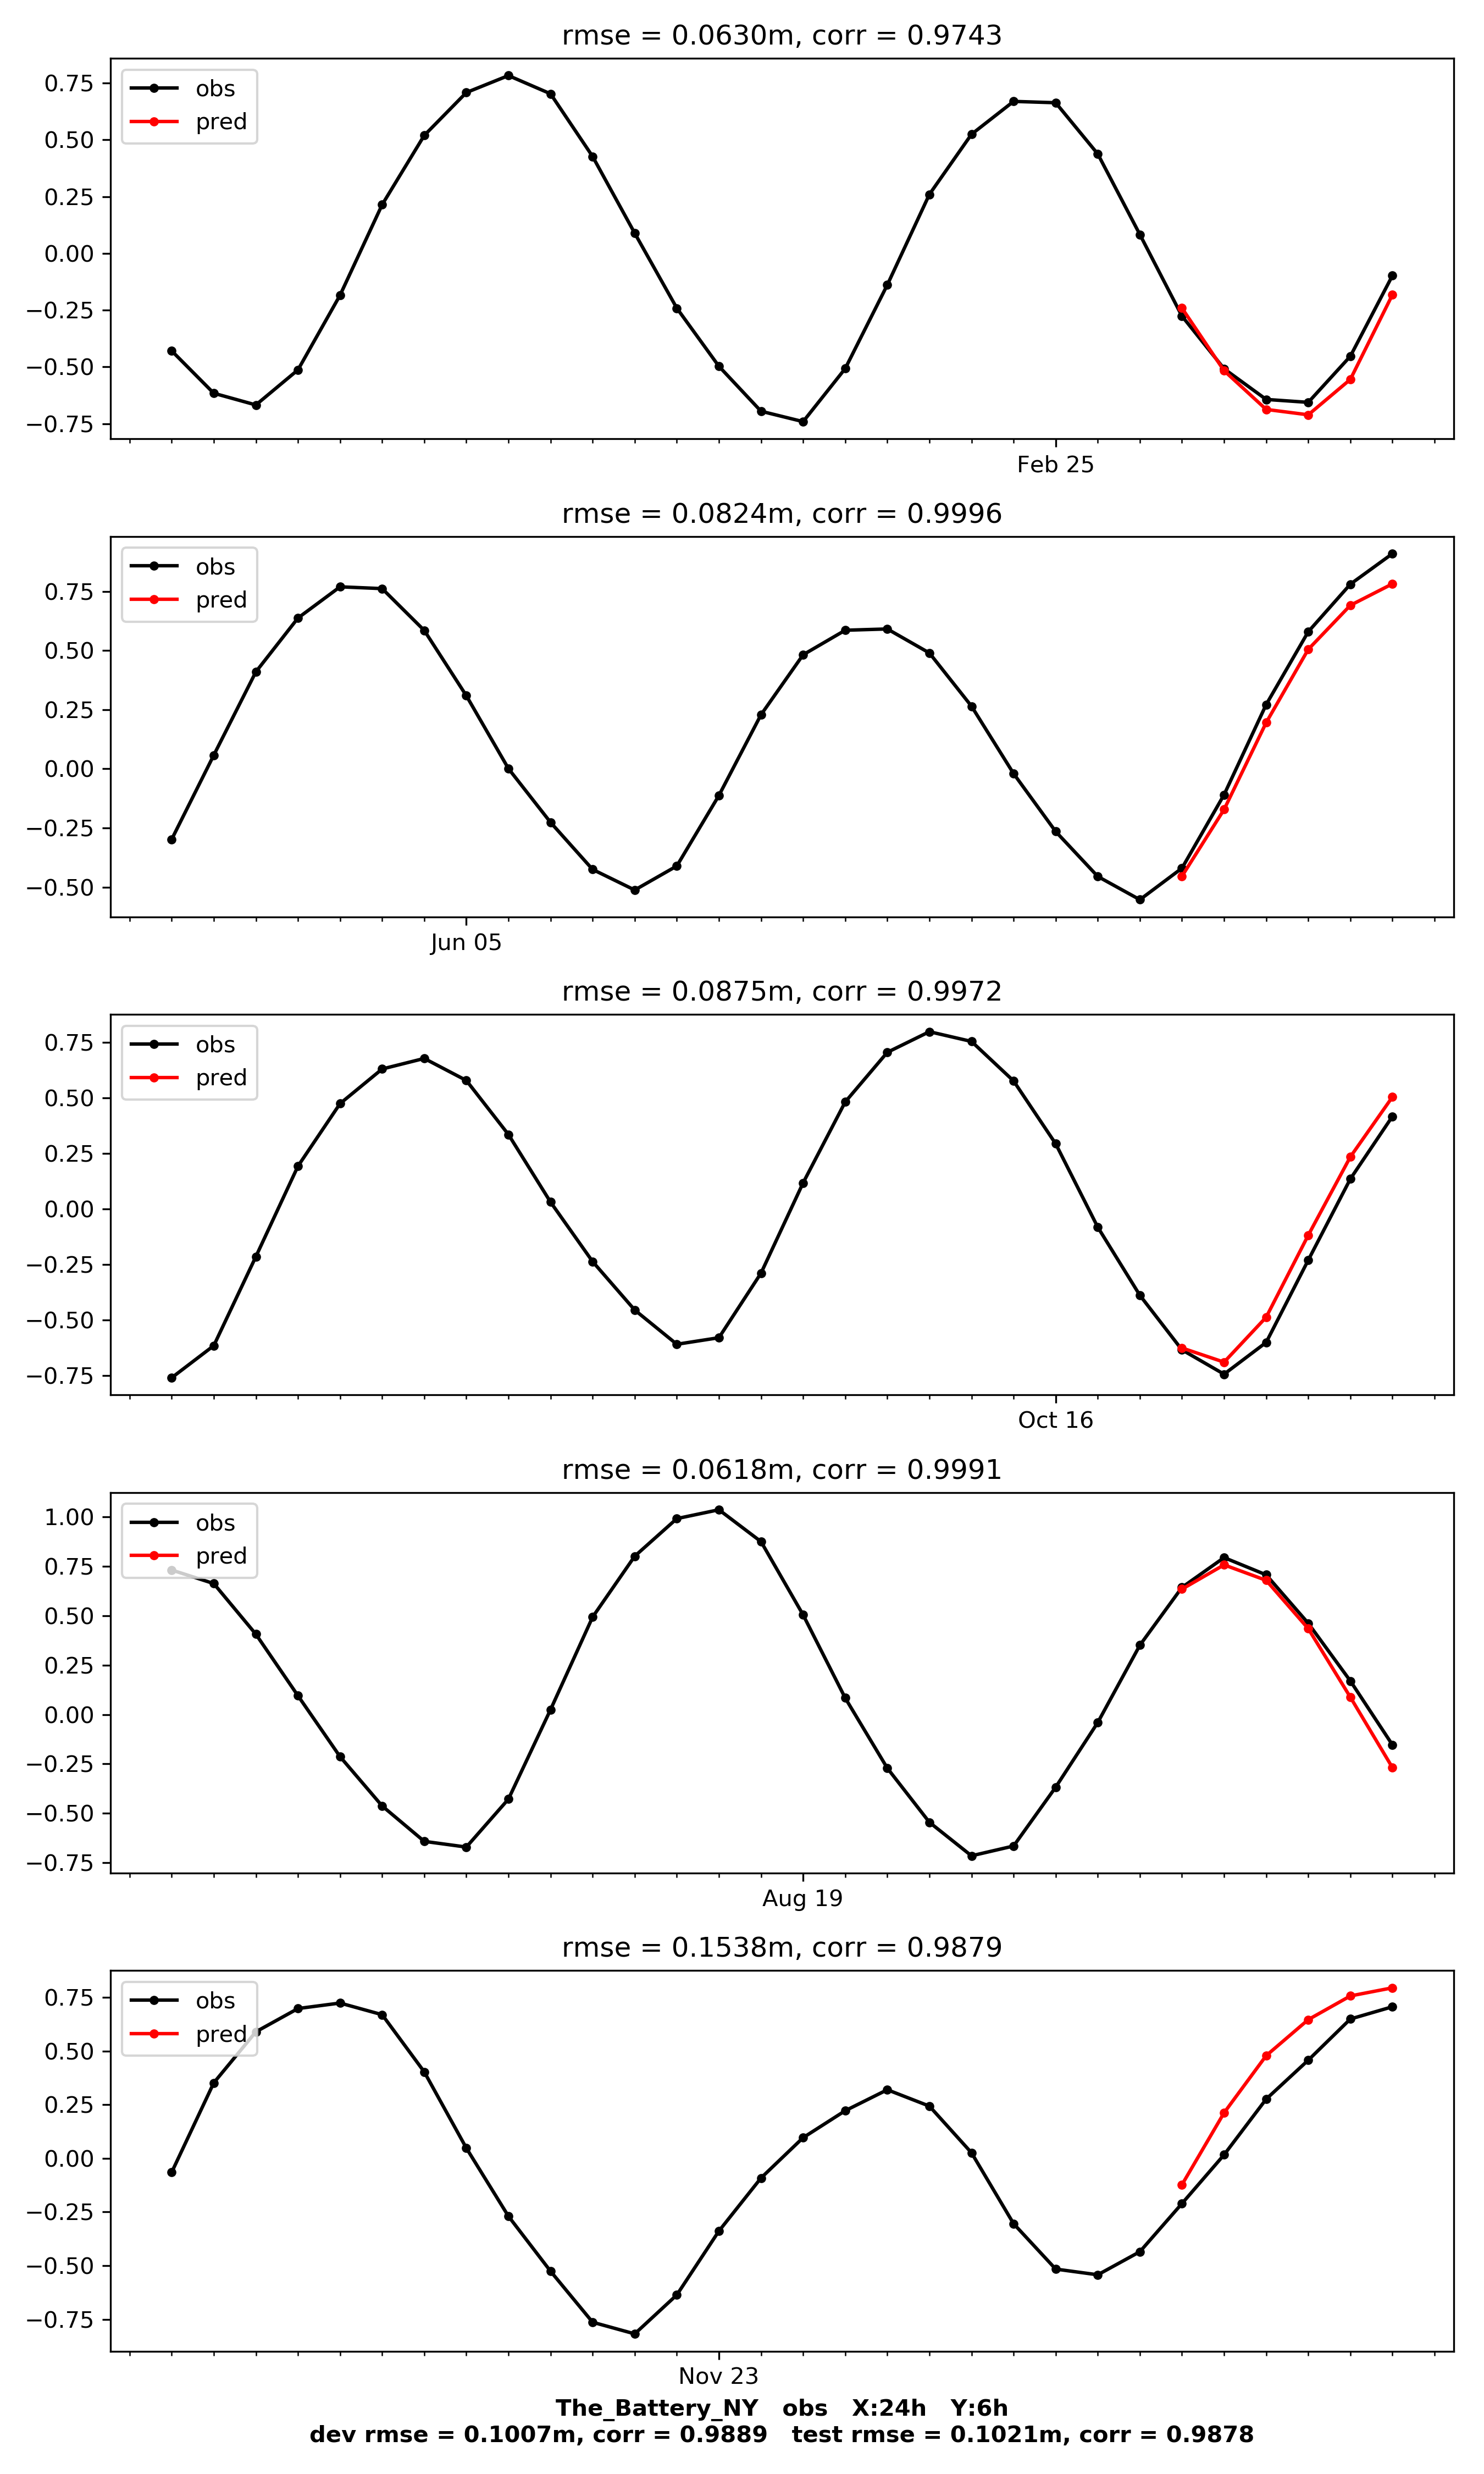 rmse = 0.0630m, corr = 0.9743
0.75
0.50
0.25
0.00
−0.25
−0.50
−0.75
obs
pred
Feb 25
rmse = 0.0824m, corr = 0.9996
0.75
0.50
0.25
0.00
−0.25
−0.50
obs
pred
Jun 05
rmse = 0.0875m, corr = 0.9972
0.75
0.50
0.25
0.00
−0.25
−0.50
−0.75
obs
pred
Oct 16
rmse = 0.0618m, corr = 0.9991
1.00
0.75
0.50
0.25
0.00
−0.25
−0.50
−0.75
obs
pred
Aug 19
rmse = 0.1538m, corr = 0.9879
0.75
0.50
0.25
0.00
−0.25
−0.50
−0.75
obs
pred
Nov 23
The_Battery_NY obs X:24h Y:6h
dev rmse = 0.1007m, corr = 0.9889 test rmse = 0.1021m, corr = 0.9878